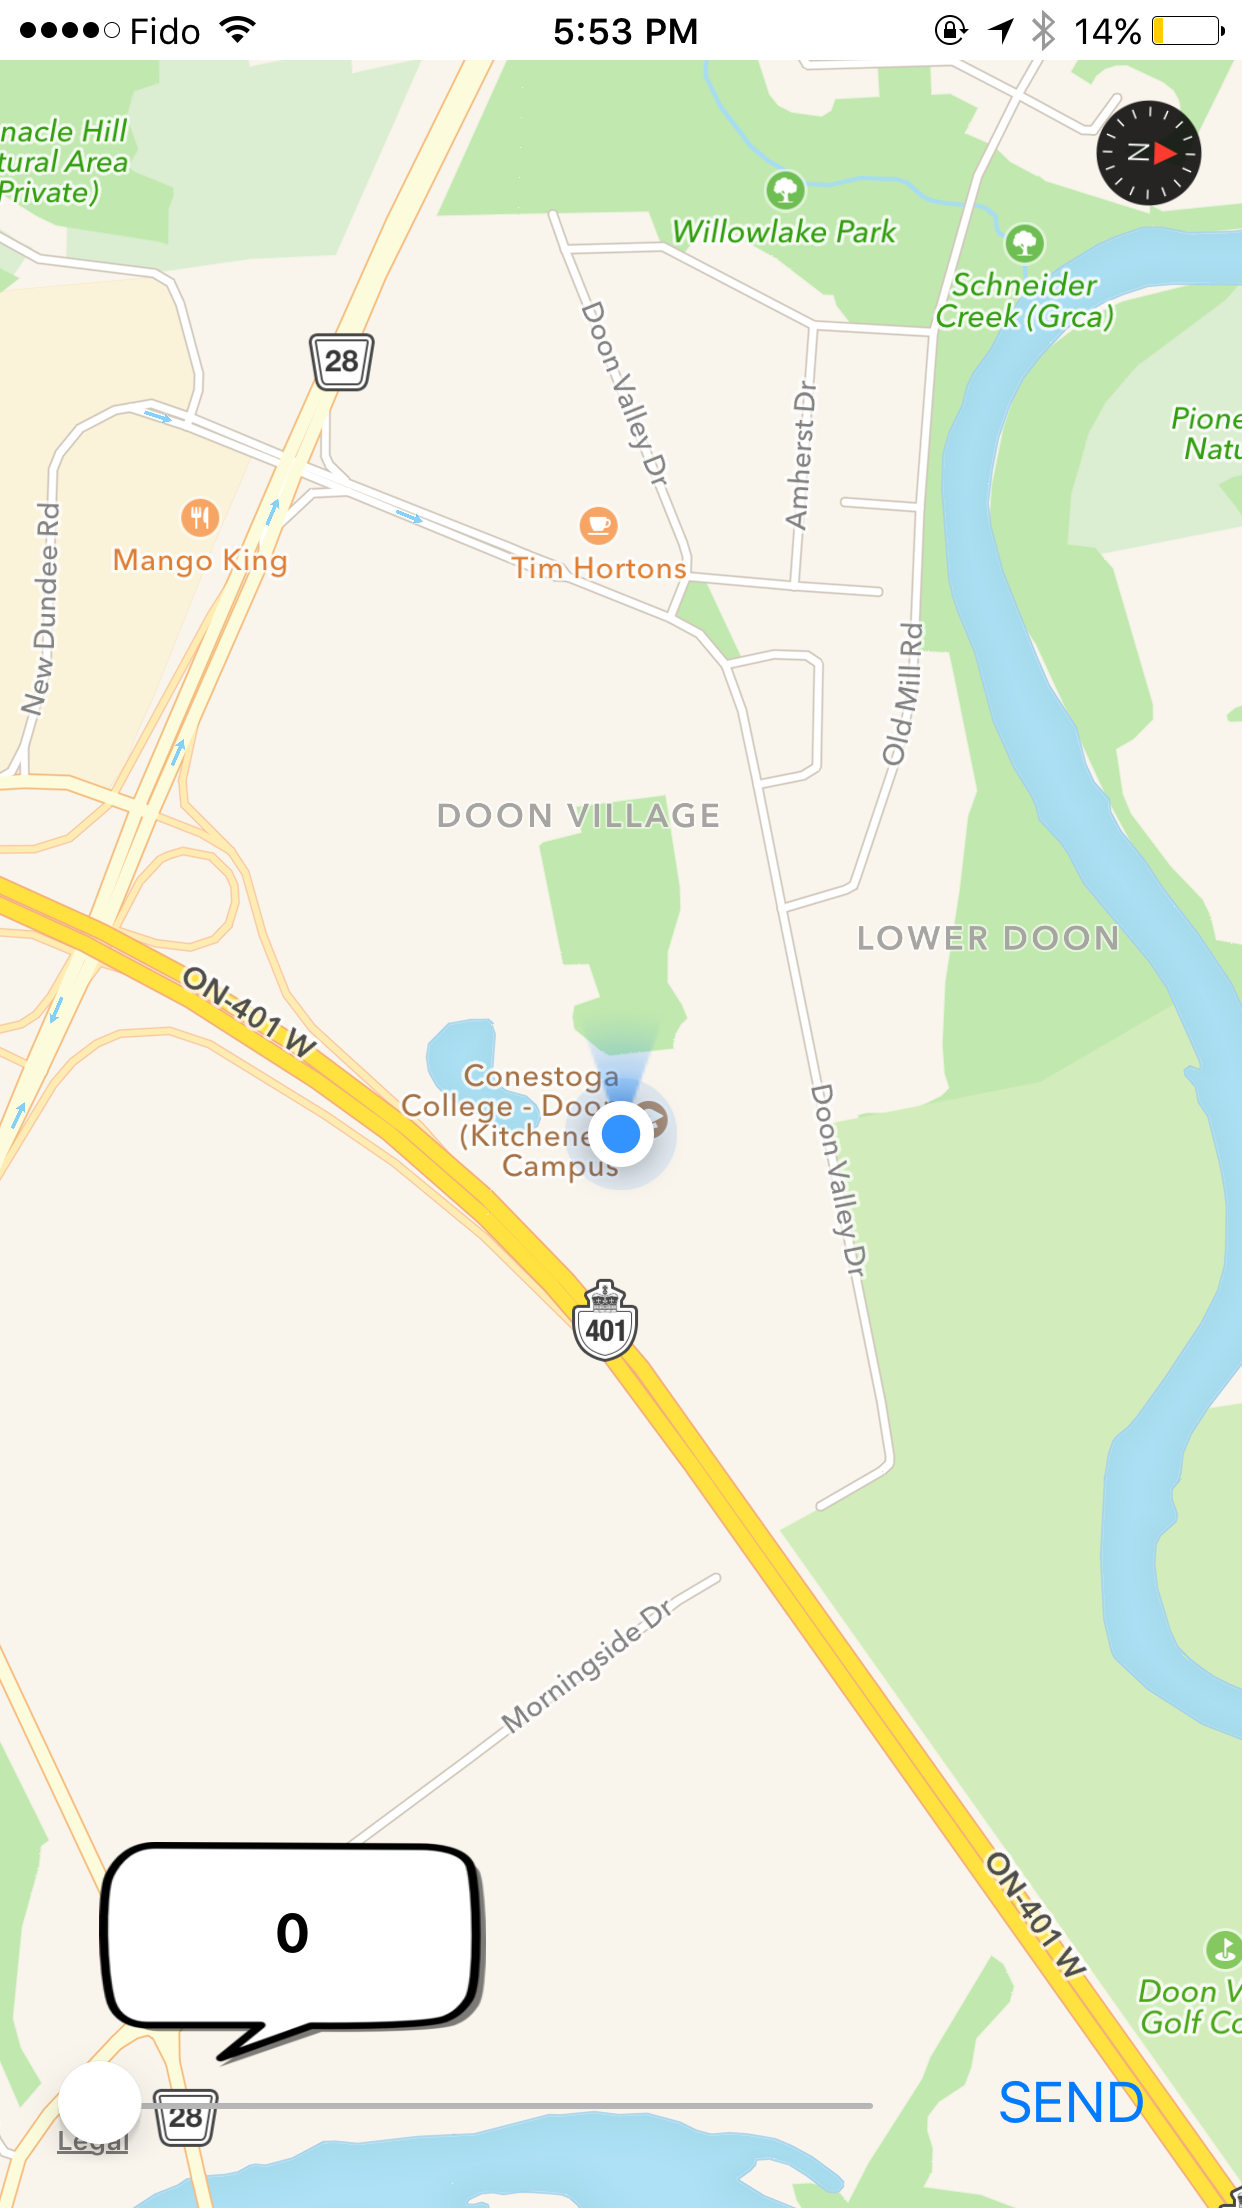 Fido
5:53 PM
14%
nacle Hill
tural Area
Private)
N
Willowlake Park
Schneider
Creek (Grca)
28
Doon Valley Dr
Amherst Dr
Pione
Natu
Mango King
Tim Hortons
New Dundee Rd
Old Mill Rd
DOON VILLAGE
LOWER DOON
ON-401 W
Conestoga
College - Doo
(Kitchene
Campus
Doon Valley Dr
401
Morningside Dr
ON-401 W
0
Doon V
Golf Co
28
SEND
Legal